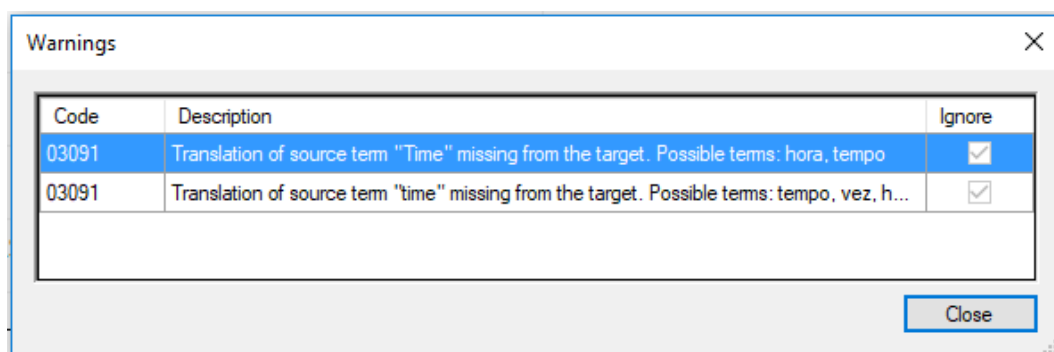 Warnings
Code Description Ignore
03091 Translation of source term "Time" missing from the target. Possible terms: hora, tempo
03091 Translation of source term "time" missing from the target. Possible terms: tempo, vez, h...
Close